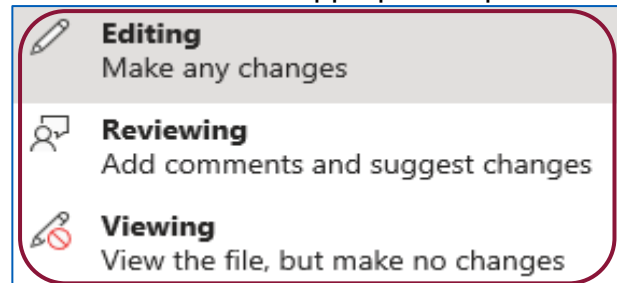 Editing
Make any changes
Reviewing
Add comments and suggest changes
Viewing
View the file, but make no changes